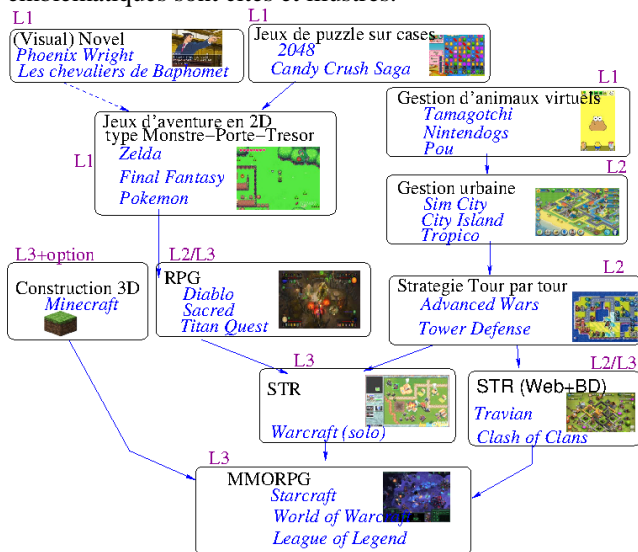 emblématiques sont cités et illustrés.
L1
(Visual) Novel
Phoenix Wright
Les chevaliers de Baphomet
L1
Jeux de puzzle sur cases
2048
Candy Crush Saga
L1
Gestion d'animaux virtuels
Tamagotchi
Nintendogs
Pou
L1
Jeux d'aventure en 2D
type Monstre-Porte-Tresor
Zelda
Final Fantasy
Pokemon
L2
Gestion urbaine
Sim City
City Island
Tropico
L3+option
Construction 3D
Minecraft
L2/L3
RPG
Diablo
Sacred
Titan Quest
L2
Strategie Tour par tour
Advanced Wars
Tower Defense
L3
STR
Warcraft (solo)
L2/L3
STR (Web+BD)
Travian
Clash of Clans
L3
MMORPG
Starcraft
World of Warcraft
League of Legend